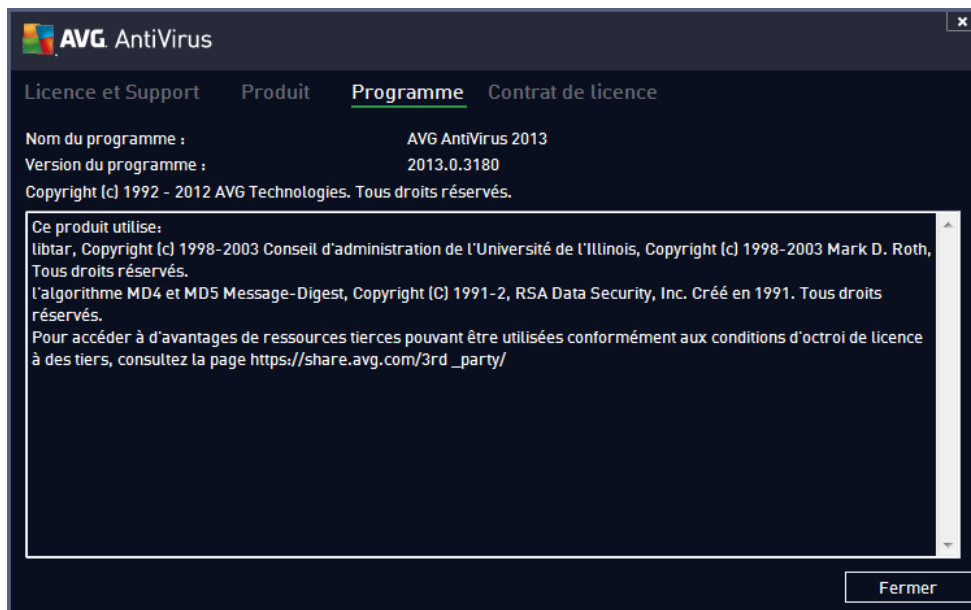 AVG. AntiVirus
Licence et Support Produit Programme Contrat de licence
Nom du programme : AVG AntiVirus 2013
Version du programme : 2013.0.3180
Copyright (c) 1992 - 2012 AVG Technologies. Tous droits réservés.
Ce produit utilise:
libtar, Copyright (c) 1998-2003 Conseil d'administration de l'Université de l'Illinois, Copyright (c) 1998-2003 Mark D. Roth,
Tous droits réservés.
l'algorithme MD4 et MD5 Message-Digest, Copyright (C) 1991-2, RSA Data Security, Inc. Créé en 1991. Tous droits
réservés.
Pour accéder à d'avantages de ressources tierces pouvant être utilisées conformément aux conditions d'octroi de licence
à des tiers, consultez la page https://share.avg.com/3rd _party/
Fermer